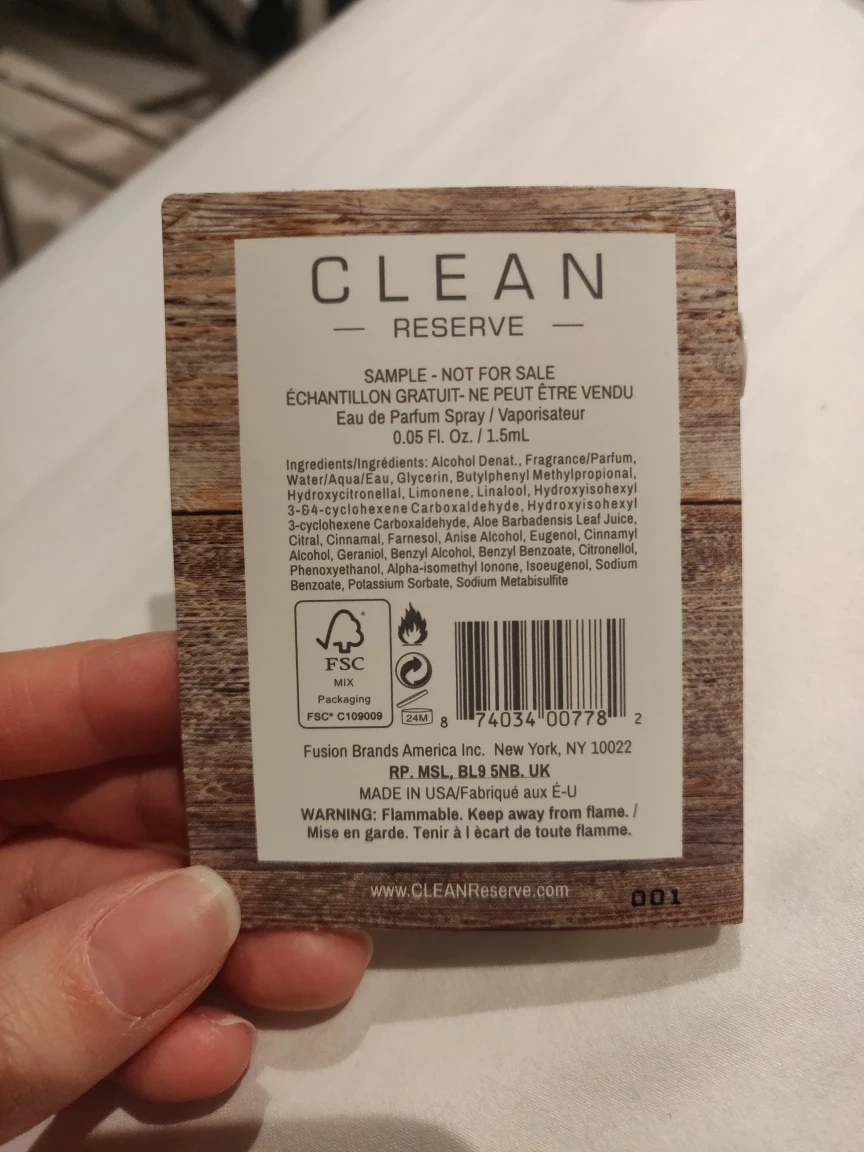 CLEAN
— RESERVE —
SAMPLE - NOT FOR SALE
ÉCHANTILLON GRATUIT- NE PEUT ÊTRE VENDU
Eau de Parfum Spray / Vaporisateur
0.05 Fl. Oz. / 1.5mL
Ingredients/Ingrédients: Alcohol Denat., Fragrance/Parfum,
Water/Aqua/Eau, Glycerin, Butylphenyl Methylpropional,
Hydroxycitronellal, Limonene, Linalool, Hydroxyisohexyl
3-&4-cyclohexene Carboxaldehyde, Hydroxyisohexyl
3-cyclohexene Carboxaldehyde, Aloe Barbadensis Leaf Juice,
Citral, Cinnamal, Farnesol, Anise Alcohol, Eugenol, Cinnamyl
Alcohol, Geraniol, Benzyl Alcohol, Benzyl Benzoate, Citronellol,
Phenoxyethanol, Alpha-isomethyl Ionone, Isoeugenol, Sodium
Benzoate, Potassium Sorbate, Sodium Metabisulfite
FSC
MIX
Packaging
FSC® C109009
24M
8 74034 00778 2
Fusion Brands America Inc. New York, NY 10022
RP. MSL, BL9 5NB. UK
MADE IN USA/Fabriqué aux É-U
WARNING: Flammable. Keep away from flame. /
Mise en garde. Tenir à l ècart de toute flamme.
www.CLEANReserve.com
001